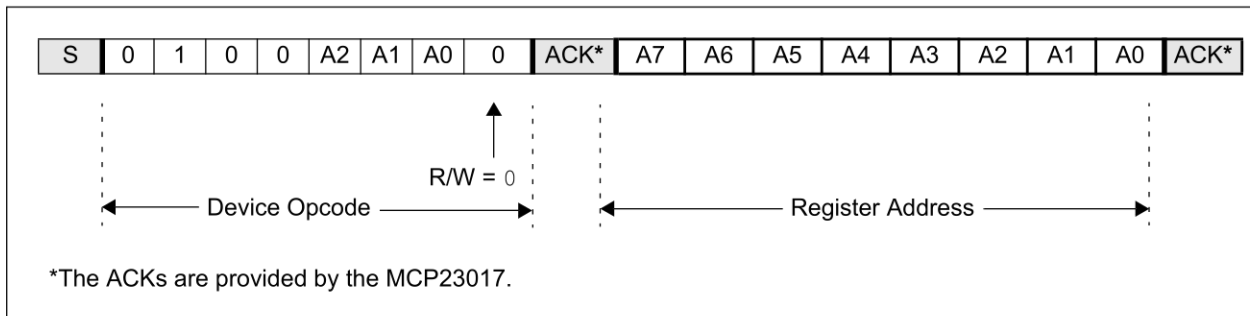 S 0 1 0 0 A2 A1 A0 0 ACK* A7 A6 A5 A4 A3 A2 A1 A0 ACK*
R/W = 0
Device Opcode Register Address
*The ACKs are provided by the MCP23017.